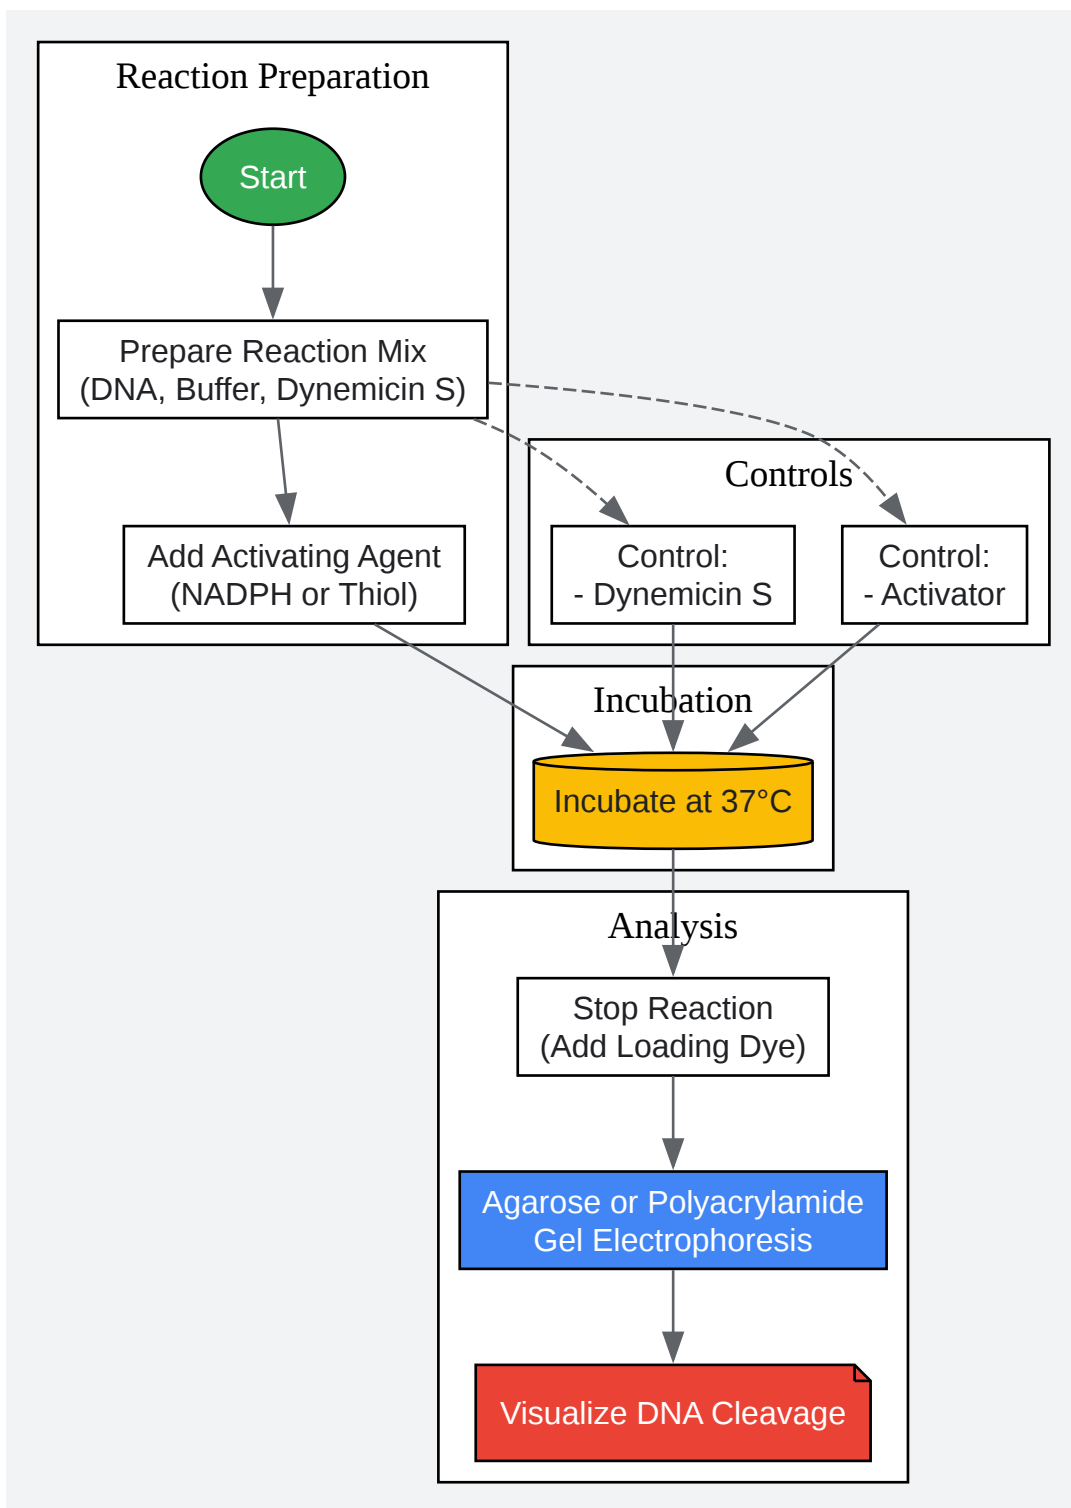 Reaction Preparation
Start
Prepare Reaction Mix
(DNA, Buffer, Dynemicin S)
Add Activating Agent
(NADPH or Thiol)
Controls
Control:
- Dynemicin S
Control:
- Activator
Incubation
Incubate at 37°C
Analysis
Stop Reaction
(Add Loading Dye)
Agarose or Polyacrylamide
Gel Electrophoresis
Visualize DNA Cleavage